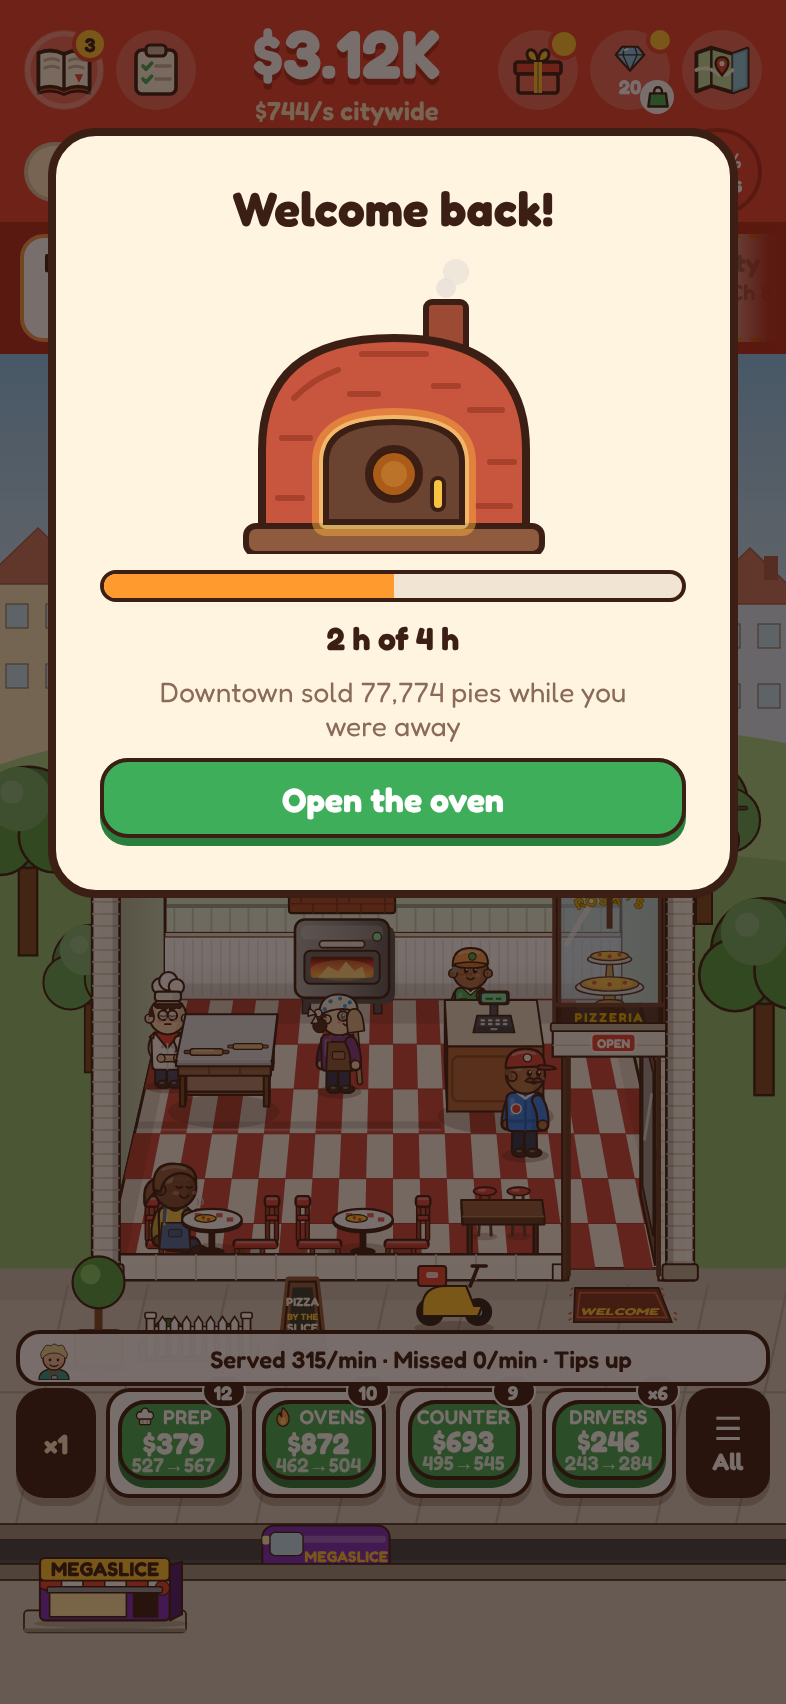 3
$3.12K
$744/s citywide
20
Welcome back!
2 h of 4 h
Downtown sold 77,774 pies while you
were away
Open the oven
ROSA'S
PIZZERIA
OPEN
PIZZA
BY THE
SLICE
WELCOME
Served 315/min · Missed 0/min · Tips up
x1
12
PREP
$379
527→567
10
OVENS
$872
462→504
9
COUNTER
$693
495→545
x6
DRIVERS
$246
243→284
All
MEGASLICE
MEGASLICE